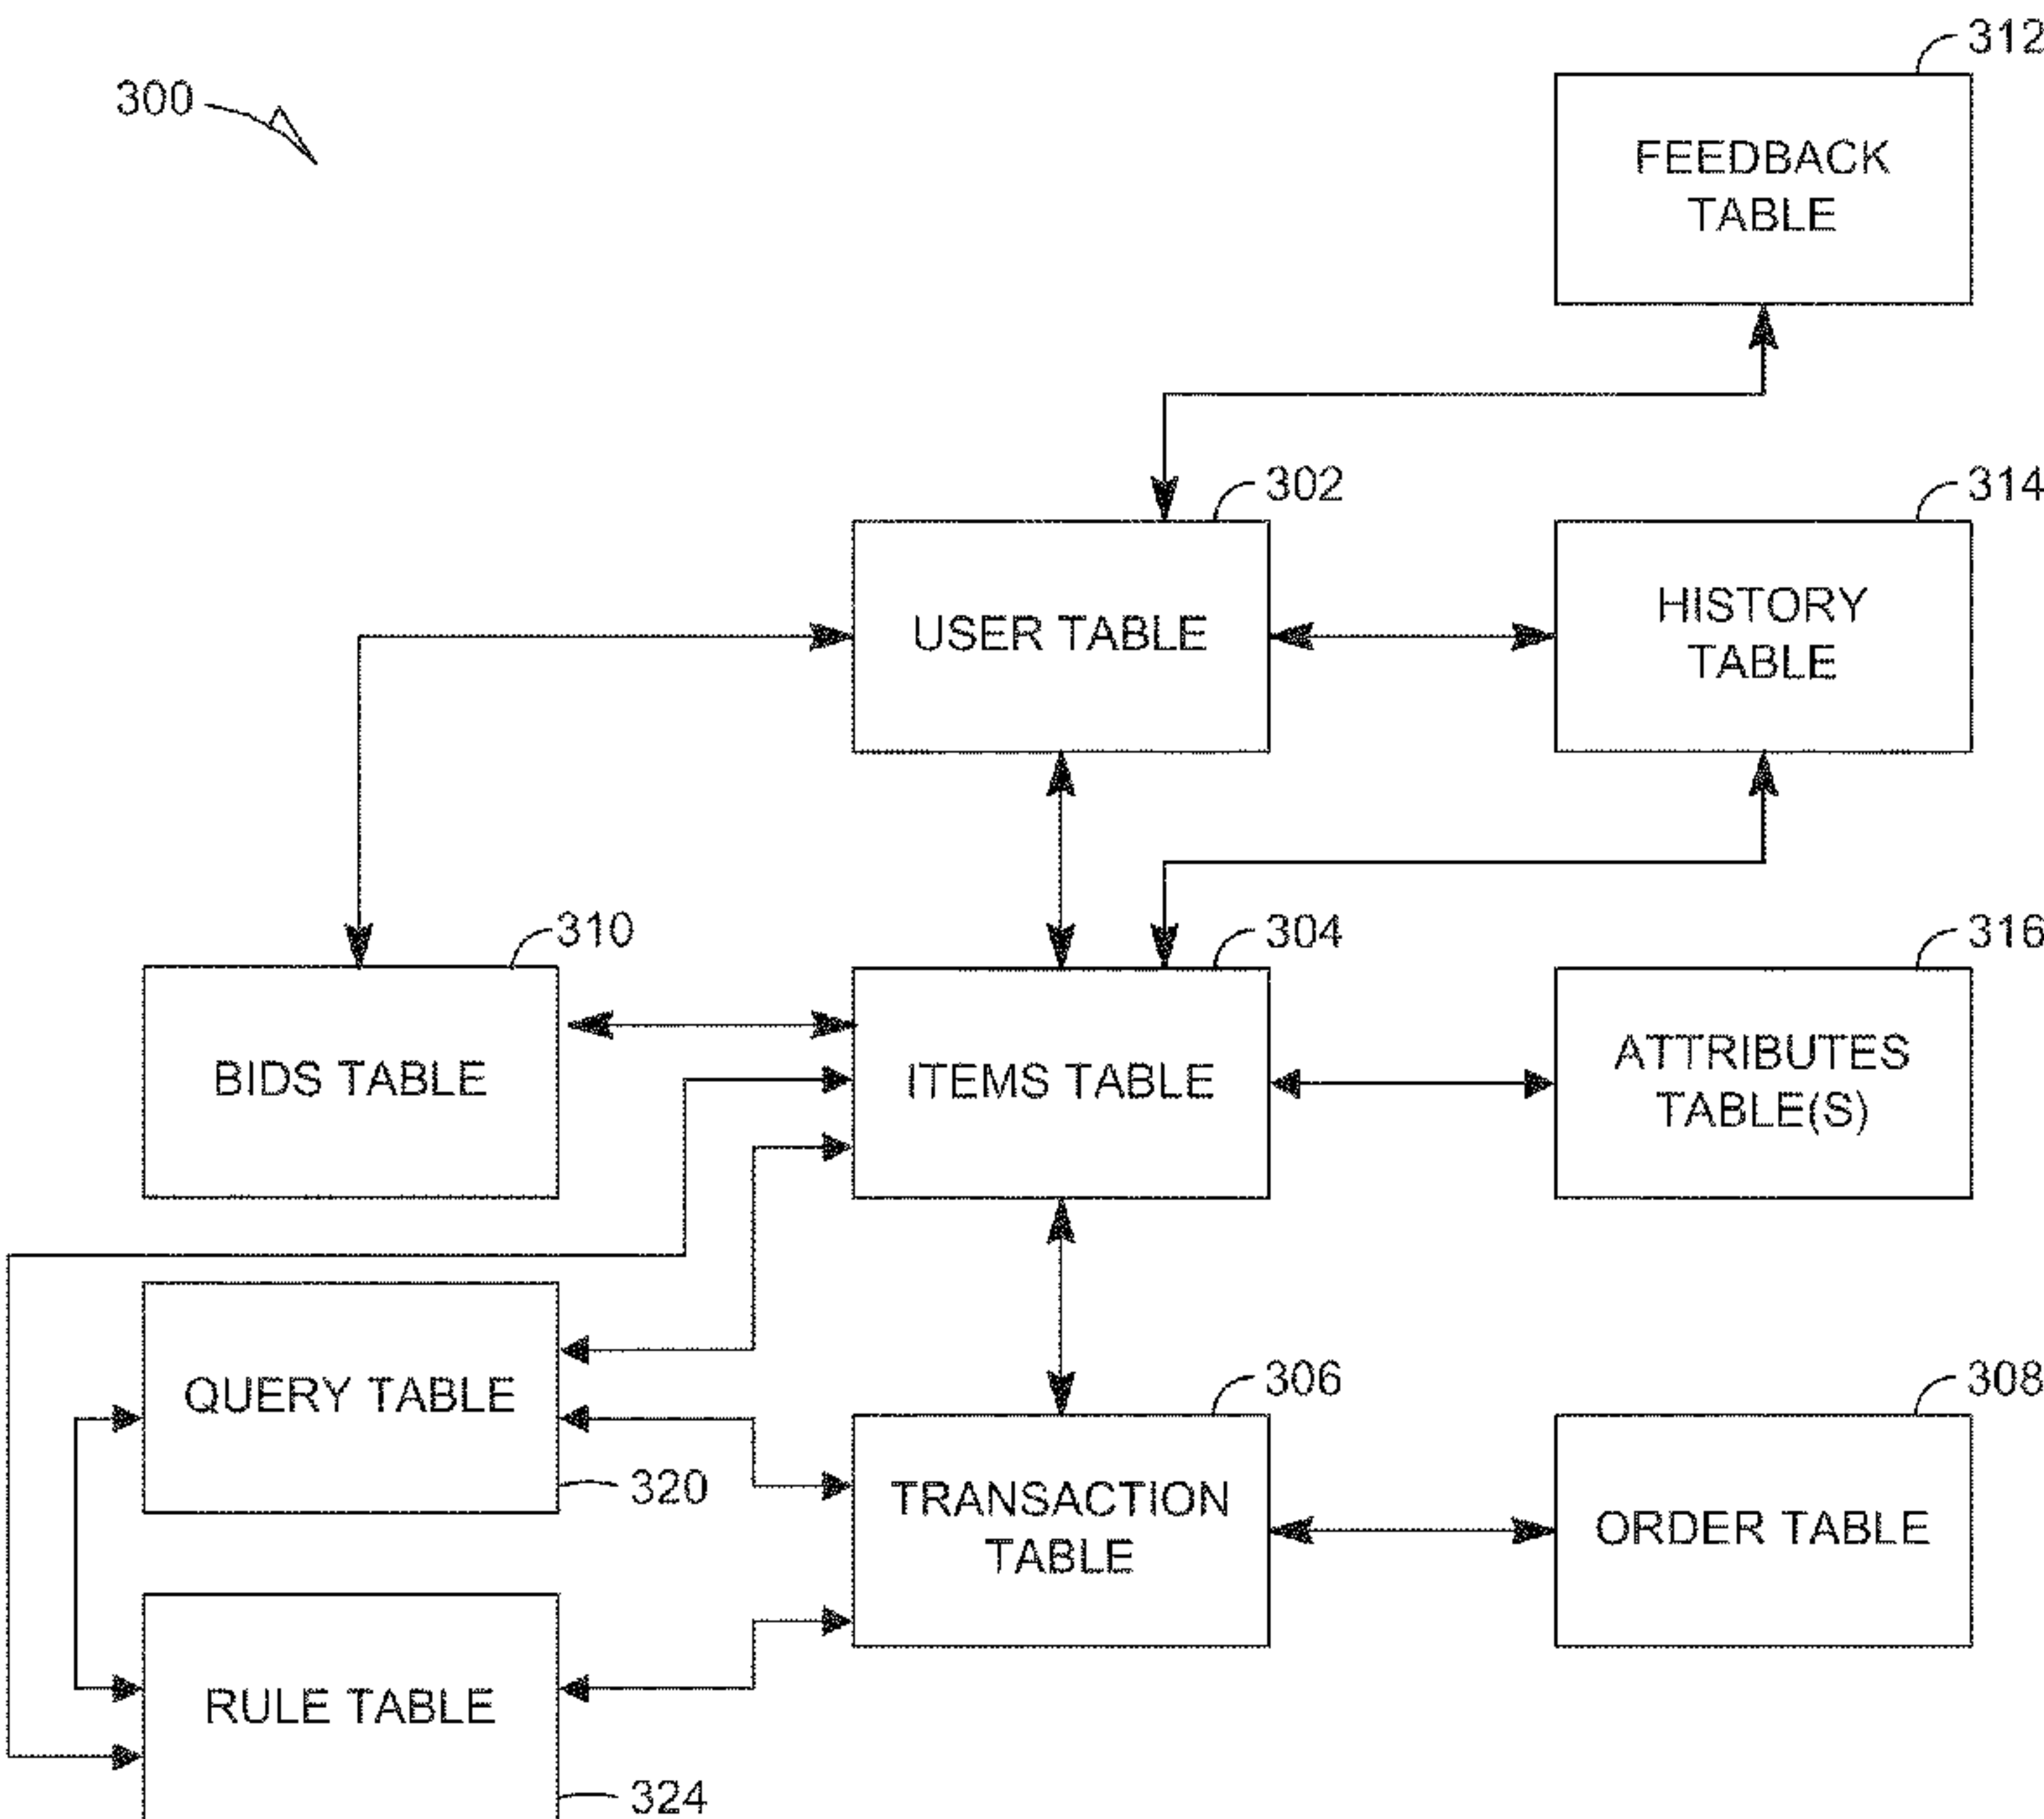 312
300
FEEDBACK
TABLE
302
314
USER TABLE
HISTORY
TABLE
310
304
316
BIDS TABLE
ITEMS TABLE
ATTRIBUTES
TABLE(S)
306
308
QUERY TABLE
320
TRANSACTION
TABLE
ORDER TABLE
RULE TABLE
324